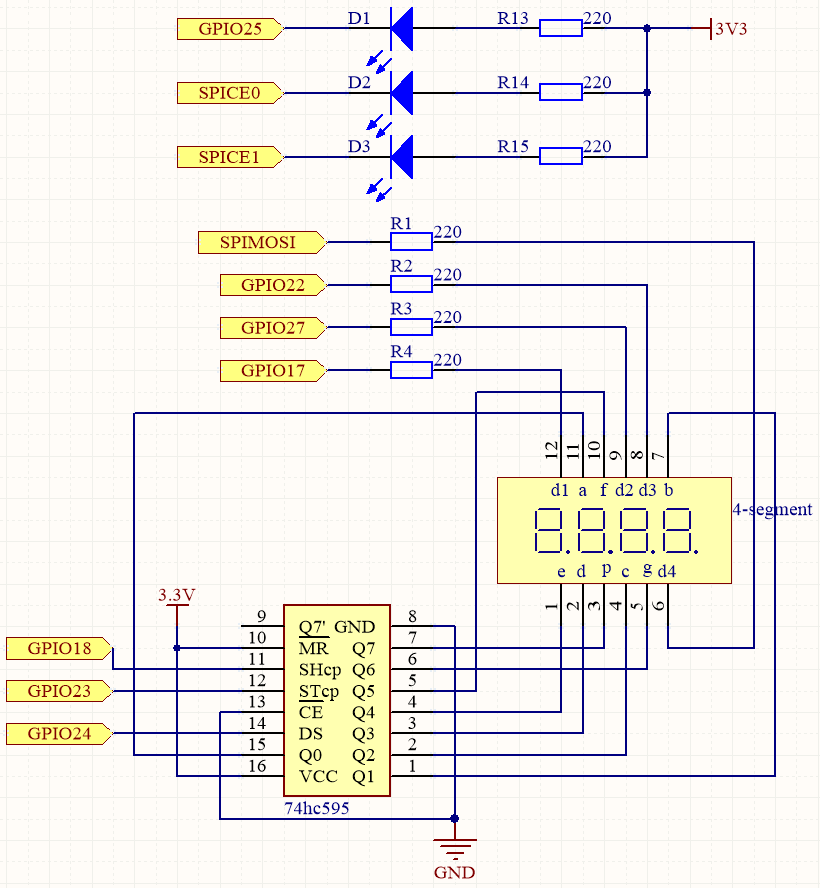 GPIO25 D1 R13 220 3V3
SPICE0 D2 R14 220
SPICE1 D3 R15 220
SPIMOSI R1 220
GPIO22 R2 220
GPIO27 R3 220
GPIO17 R4 220
12 11 10 9 8 7
d1 a f d2 d3 b
4-segment
e d p c g d4
1 2 3 4 5 6
3.3V
9 Q7' GND 8
10 MR Q7 7
GPIO18
11 SHcp Q6 6
GPIO23 12 STcp Q5 5
13 CE Q4 4
GPIO24 14 DS Q3 3
15 Q0 Q2 2
16 VCC Q1 1
74hc595
GND